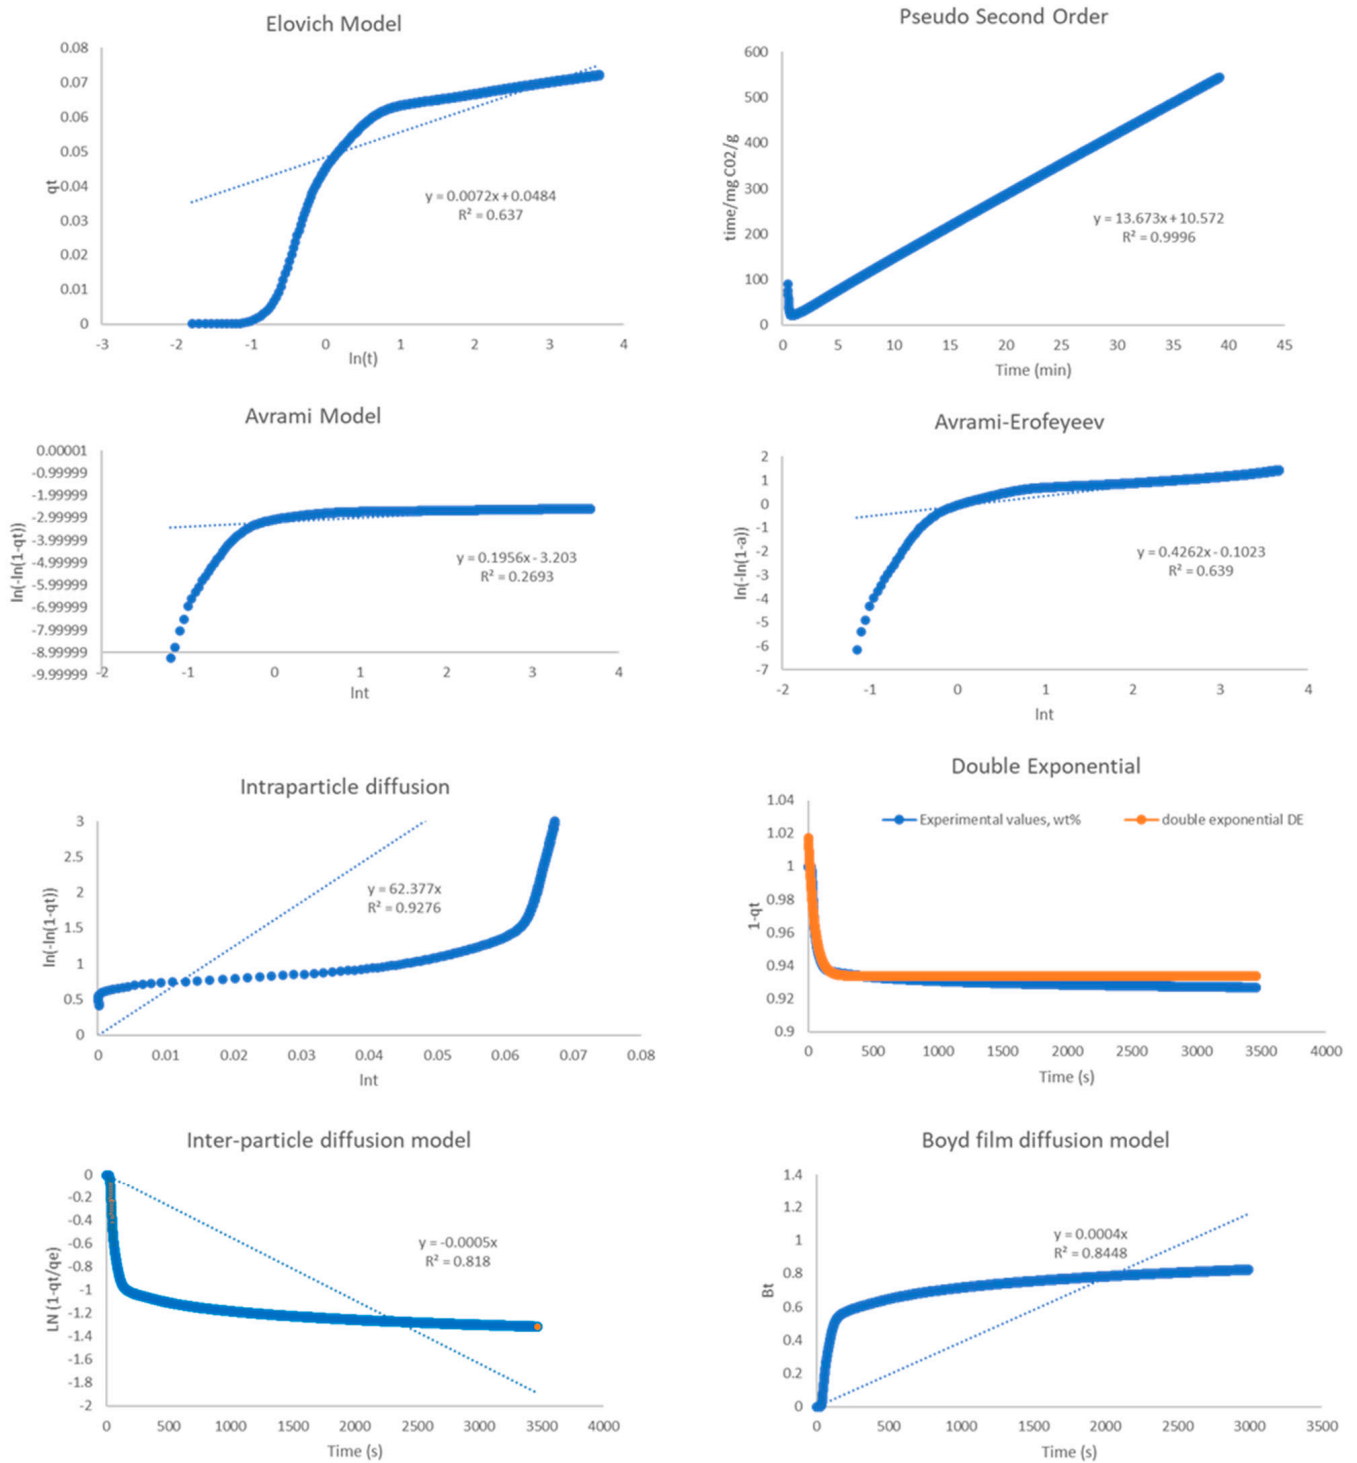 Elovich Model
0.08
0.07
0.06
0.05
0.04
0.03
0.02
0.01
0
qt
y = 0.0072x + 0.0484
R² = 0.637
-3 -2 -1 0 1 2 3 4
ln(t)
Pseudo Second Order
600
500
400
300
200
100
0
time/mg CO2/g
y = 13.673x + 10.572
R² = 0.9996
0 5 10 15 20 25 30 35 40 45
Time (min)
Avrami Model
0.00001
-0.99999
-1.99999
-2.99999
-3.99999
-4.99999
-5.99999
-6.99999
-7.99999
-8.99999
-9.99999
ln(-ln(1-qt))
y = 0.1956x - 3.203
R² = 0.2693
-2 -1 0 1 2 3 4
lnt
Avrami-Erofeyeev
2
1
0
-1
-2
-3
-4
-5
-6
-7
ln(-ln(1-a))
y = 0.4262x - 0.1023
R² = 0.639
-2 -1 0 1 2 3 4
lnt
Intraparticle diffusion
3
2.5
2
1.5
1
0.5
0
ln(-ln(1-qt))
y = 62.377x
R² = 0.9276
0 0.01 0.02 0.03 0.04 0.05 0.06 0.07 0.08
lnt
Double Exponential
1.04
1.02
1
0.98
0.96
0.94
0.92
0.9
1-qt
Experimental values, wt% double exponential DE
0 500 1000 1500 2000 2500 3000 3500 4000
Time (s)
Inter-particle diffusion model
0
-0.2
-0.4
-0.6
-0.8
-1
-1.2
-1.4
-1.6
-1.8
-2
LN (1-qt/qe)
y = -0.0005x
R² = 0.818
0 500 1000 1500 2000 2500 3000 3500 4000
Time (s)
Boyd film diffusion model
1.4
1.2
1
0.8
0.6
0.4
0.2
0
Bt
y = 0.0004x
R² = 0.8448
0 500 1000 1500 2000 2500 3000 3500
Time (s)